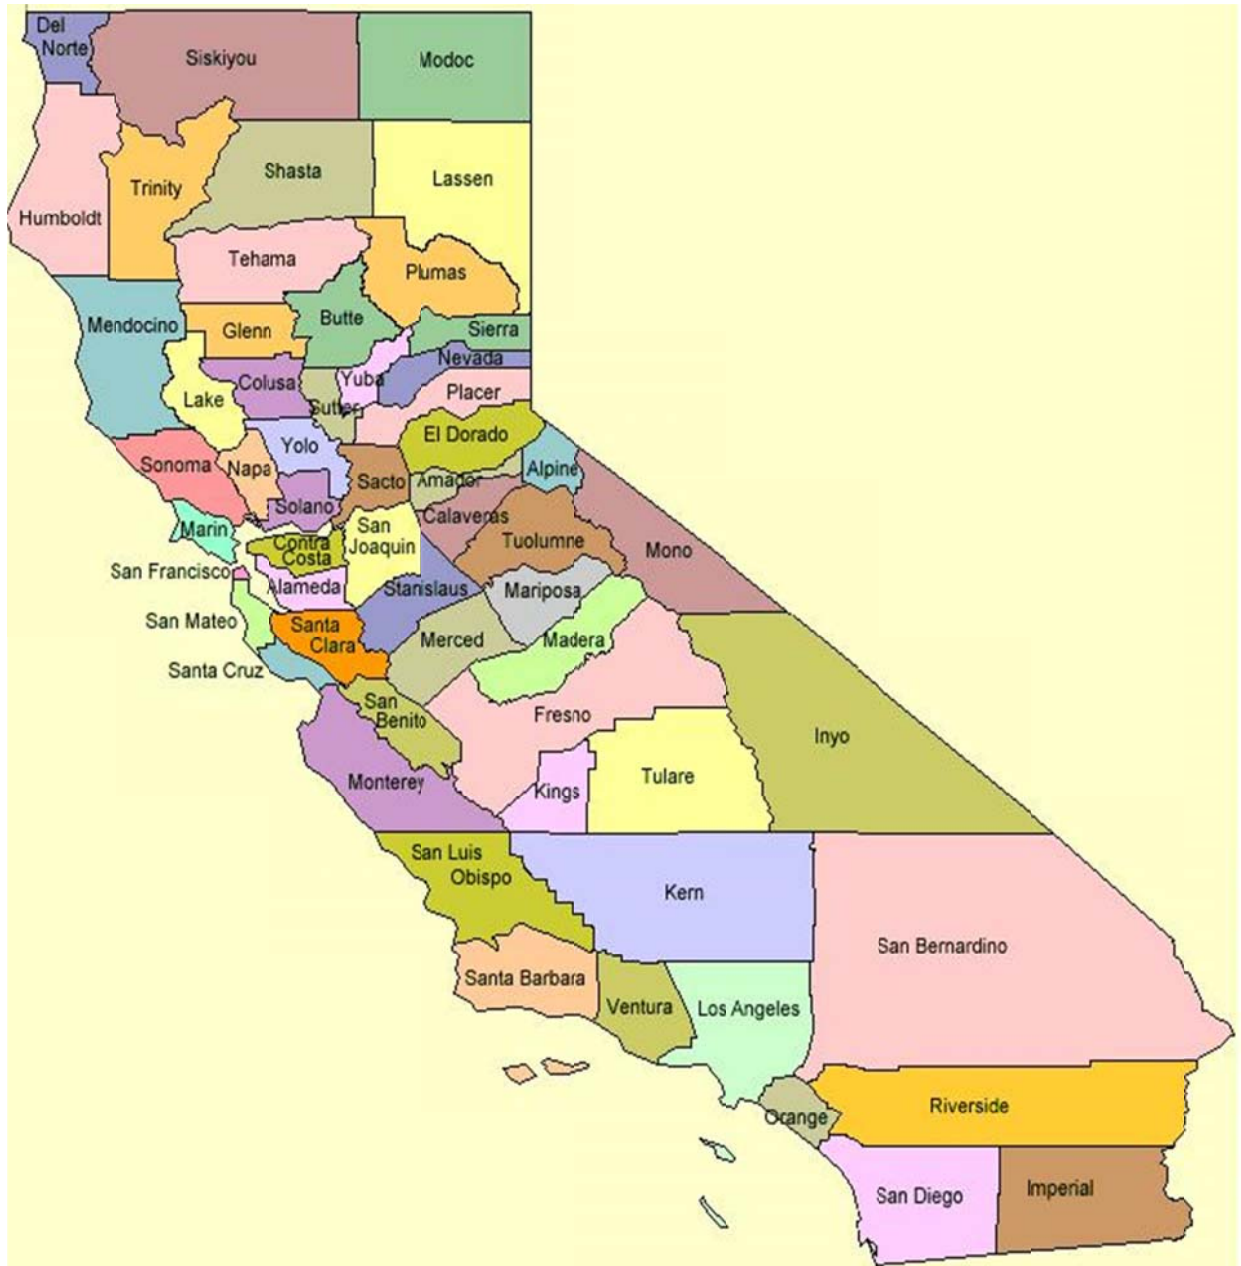 Del
Norte
Siskiyou
Modoc
Shasta
Lassen
Trinity
Humboldt
Tehama
Plumas
Mendocino
Glenn
Butte
Sierra
Nevada
Lake
Colusa
Yuba
Placer
Sutter
El Dorado
Yolo
Sonoma
Napa
Sacto
Amador
Alpine
Solano
Calaveras
Marin
San
Joaquin
Contra
Costa
Tuolumne
Mono
San Francisco
Alameda
Stanislaus
Mariposa
San Mateo
Santa
Clara
Merced
Madera
Santa Cruz
San
Benito
Fresno
Inyo
Monterey
Kings
Tulare
San Luis
Obispo
Kern
San Bernardino
Santa Barbara
Ventura
Los Angeles
Orange
Riverside
San Diego
Imperial